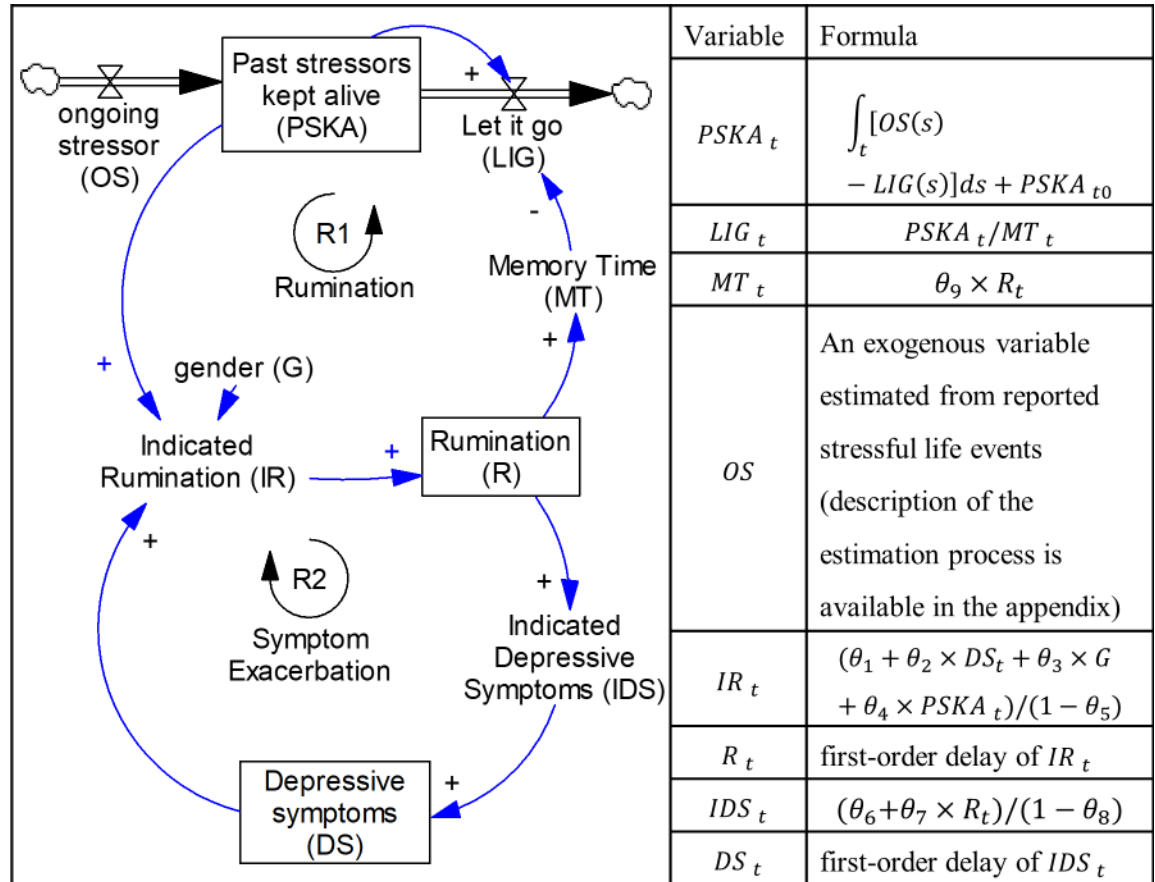 Past stressors
kept alive
(PSKA)
ongoing
stressor
(OS)
+
Let it go
(LIG)
-
R1
Rumination
Memory Time
(MT)
+
+
gender (G)
Indicated
Rumination (IR)
+
Rumination
(R)
+
R2
Symptom
Exacerbation
+
Indicated
Depressive
Symptoms (IDS)
Depressive
symptoms
(DS)
+
Variable Formula
PSKA t ∫t[OS(s)
− LIG(s)]ds + PSKA t0
LIG t PSKA t/MT t
MT t θ9 × Rt
OS
An exogenous variable
estimated from reported
stressful life events
(description of the
estimation process is
available in the appendix)
IR t (θ1 + θ2 × DSt + θ3 × G
+ θ4 × PSKA t)/(1 − θ5)
R t first-order delay of IR t
IDS t (θ6+θ7 × Rt)/(1 − θ8)
DS t first-order delay of IDS t